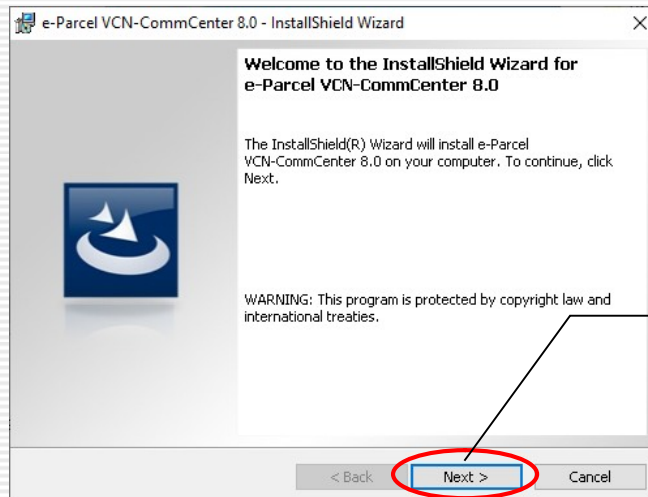 e-Parcel VCN-CommCenter 8.0 - InstallShield Wizard
Welcome to the InstallShield Wizard for
e-Parcel VCN-CommCenter 8.0
The InstallShield(R) Wizard will install e-Parcel
VCN-CommCenter 8.0 on your computer. To continue, click
Next.
WARNING: This program is protected by copyright law and
international treaties.
< Back Next > Cancel